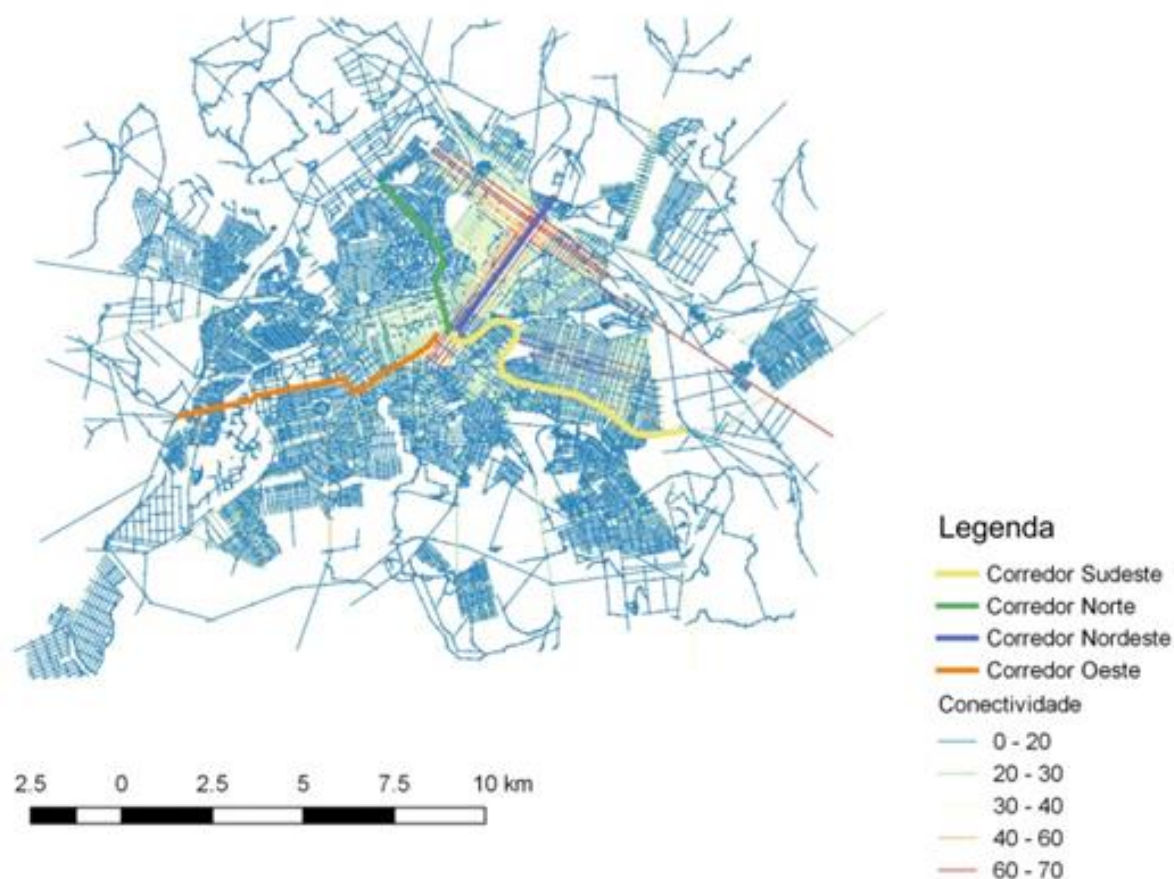 Legenda
Corredor Sudeste
Corredor Norte
Corredor Nordeste
Corredor Oeste
Conectividade
0 - 20
20 - 30
30 - 40
40 - 60
60 - 70
2.5 0 2.5 5 7.5 10 km